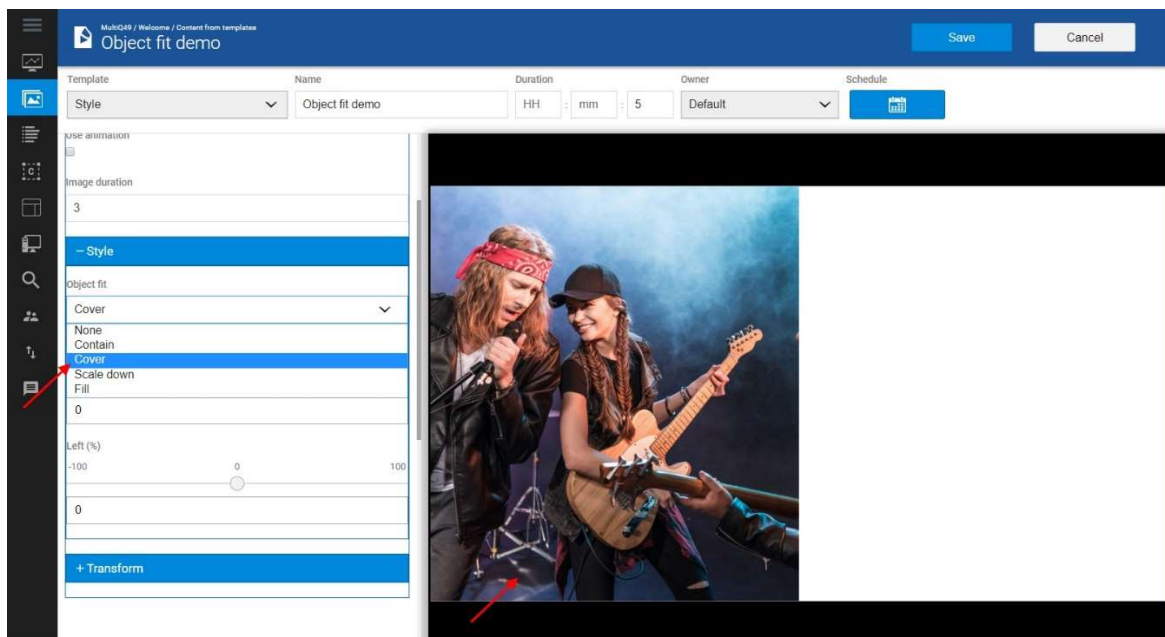 MultiQ49 / Welcome / Content from templates
Object fit demo
Save
Cancel
Template
Name
Duration
Owner
Schedule
Style
Object fit demo
HH : mm : 5
Default
Use animation
Image duration
3
– Style
Object fit
Cover
None
Contain
Cover
Scale down
Fill
0
Left (%)
-100 0 100
0
+ Transform
C